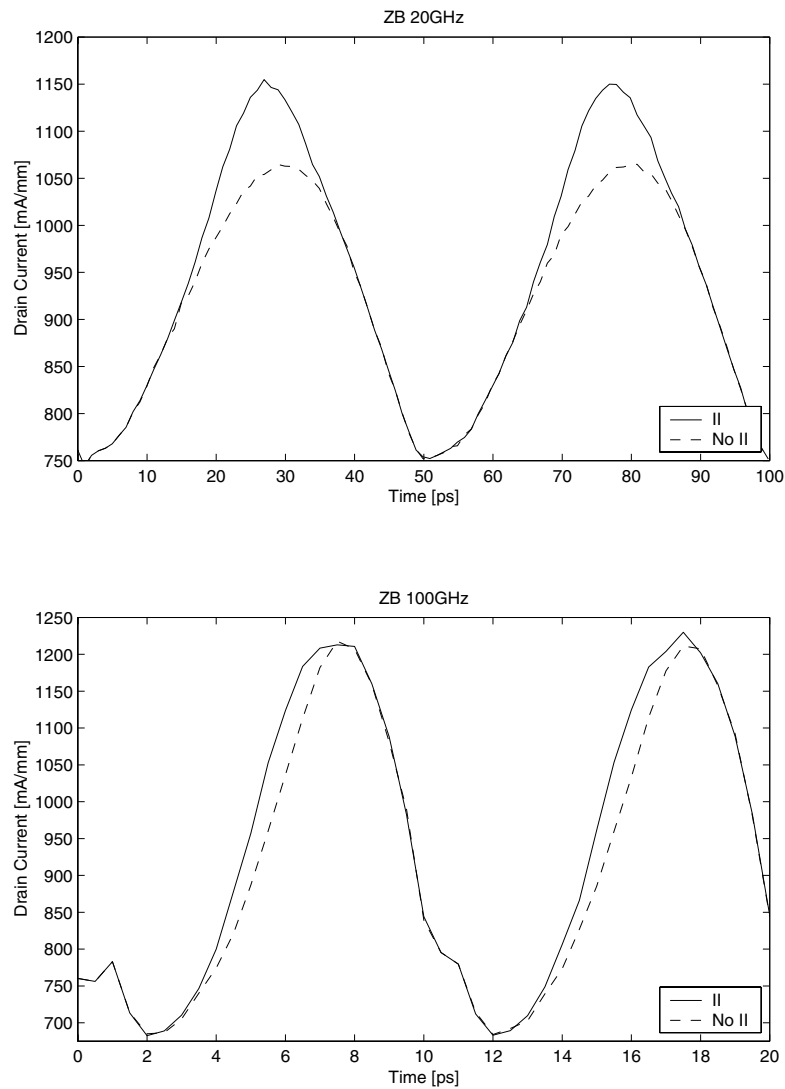 ZB 20GHz
1200
1150
1100
1050
1000
950
900
850
800
750
Drain Current [mA/mm]
II
No II
0 10 20 30 40 50 60 70 80 90 100
Time [ps]
ZB 100GHz
1250
1200
1150
1100
1050
1000
950
900
850
800
750
700
Drain Current [mA/mm]
II
No II
0 2 4 6 8 10 12 14 16 18 20
Time [ps]